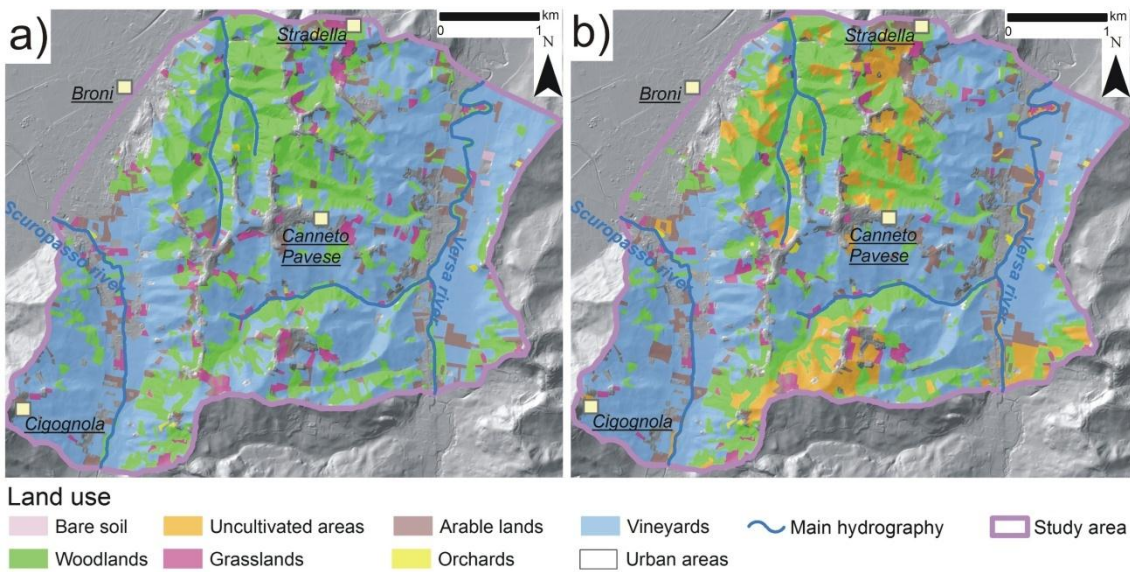 a)
Stradella
km
0 1
N
Broni
Scuropasso river
Canneto
Pavese
Versa river
Cigognola
b)
Stradella
km
0 1
N
Broni
Scuropasso river
Canneto
Pavese
Versa river
Cigognola
Land use
Bare soil Uncultivated areas Arable lands Vineyards Main hydrography Study area
Woodlands Grasslands Orchards Urban areas